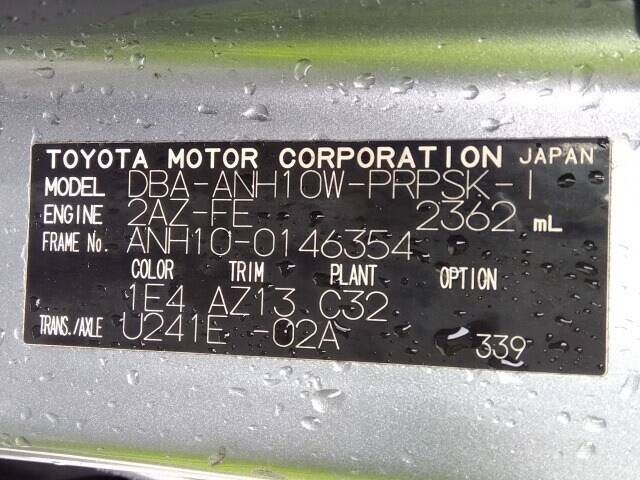 TOYOTA MOTOR CORPORATION JAPAN
MODEL DBA-ANH10W-PRPSK-I
ENGINE 2AZ-FE 2362 mL
FRAME No. ANH10-0146354
COLOR TRIM PLANT OPTION
1E4 AZ13 C32
TRANS./AXLE U241E -02A 339